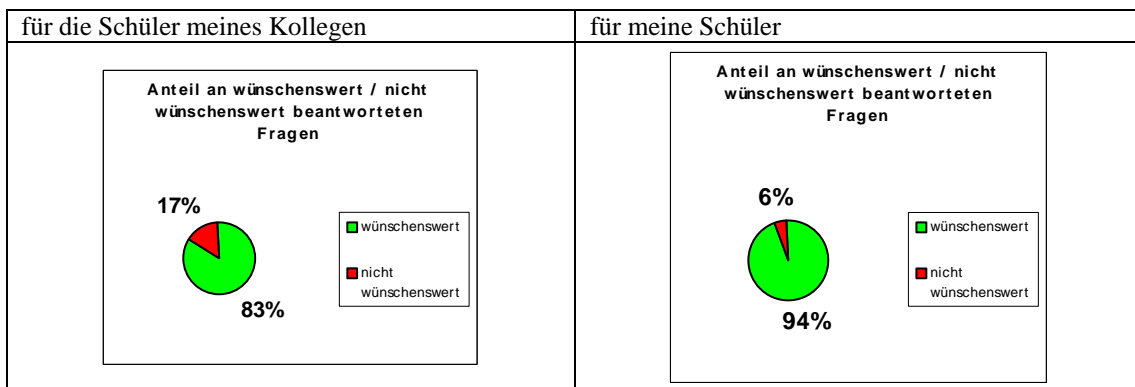 für die Schüler meines Kollegen
für meine Schüler
Anteil an wünschenswert / nicht
wünschenswert beantworteten
Fragen
17%
83%
wünschenswert
nicht
wünschenswert
Anteil an wünschenswert / nicht
wünschenswert beantworteten
Fragen
6%
94%
wünschenswert
nicht
wünschenswert